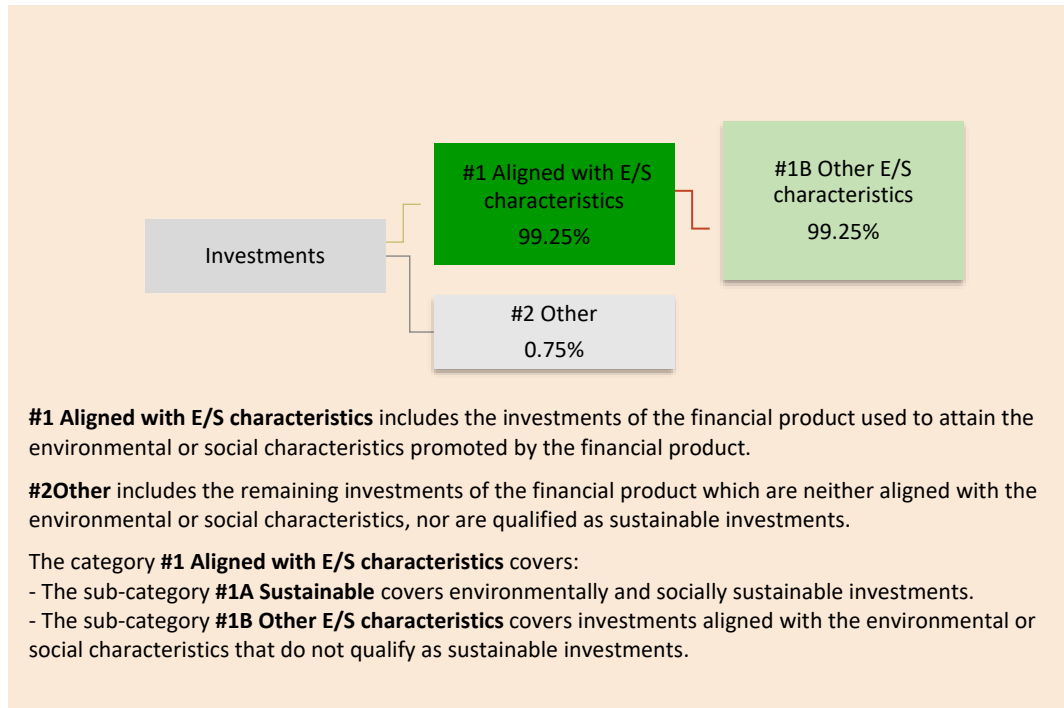 #1 Aligned with E/S
characteristics
99.25%
#1B Other E/S
characteristics
99.25%
Investments
#2 Other
0.75%
#1 Aligned with E/S characteristics includes the investments of the financial product used to attain the
environmental or social characteristics promoted by the financial product.
#2Other includes the remaining investments of the financial product which are neither aligned with the
environmental or social characteristics, nor are qualified as sustainable investments.
The category #1 Aligned with E/S characteristics covers:
- The sub-category #1A Sustainable covers environmentally and socially sustainable investments.
- The sub-category #1B Other E/S characteristics covers investments aligned with the environmental or
social characteristics that do not qualify as sustainable investments.